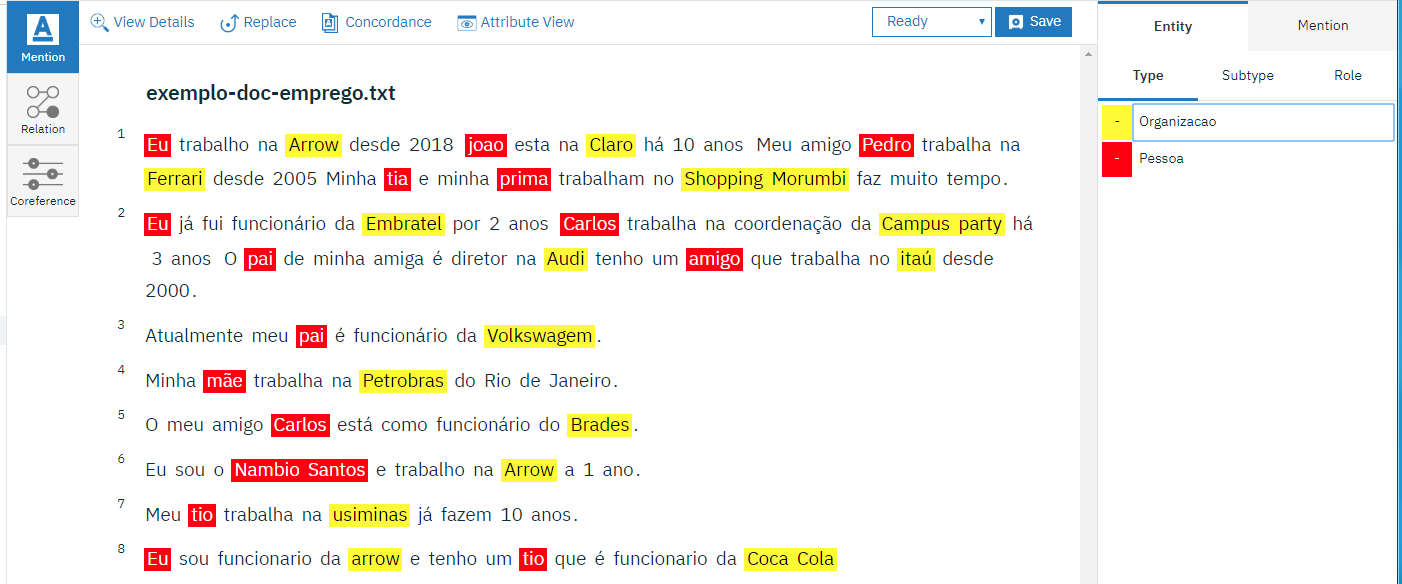 View Details Replace Concordance Attribute View Ready Save
Mention
Relation
Coreference
exemplo-doc-emprego.txt
1 Eu trabalho na Arrow desde 2018 joao esta na Claro há 10 anos Meu amigo Pedro trabalha na
Ferrari desde 2005 Minha tia e minha prima trabalham no Shopping Morumbi faz muito tempo.
2 Eu já fui funcionário da Embratel por 2 anos Carlos trabalha na coordenação da Campus party há
3 anos O pai de minha amiga é diretor na Audi tenho um amigo que trabalha no itaú desde
2000.
3 Atualmente meu pai é funcionário da Volkswagem.
4 Minha mãe trabalha na Petrobras do Rio de Janeiro.
5 O meu amigo Carlos está como funcionário do Brades.
6 Eu sou o Nambio Santos e trabalho na Arrow a 1 ano.
7 Meu tio trabalha na usiminas já fazem 10 anos.
8 Eu sou funcionario da arrow e tenho um tio que é funcionario da Coca Cola
Entity Mention
Type Subtype Role
- Organizacao
- Pessoa